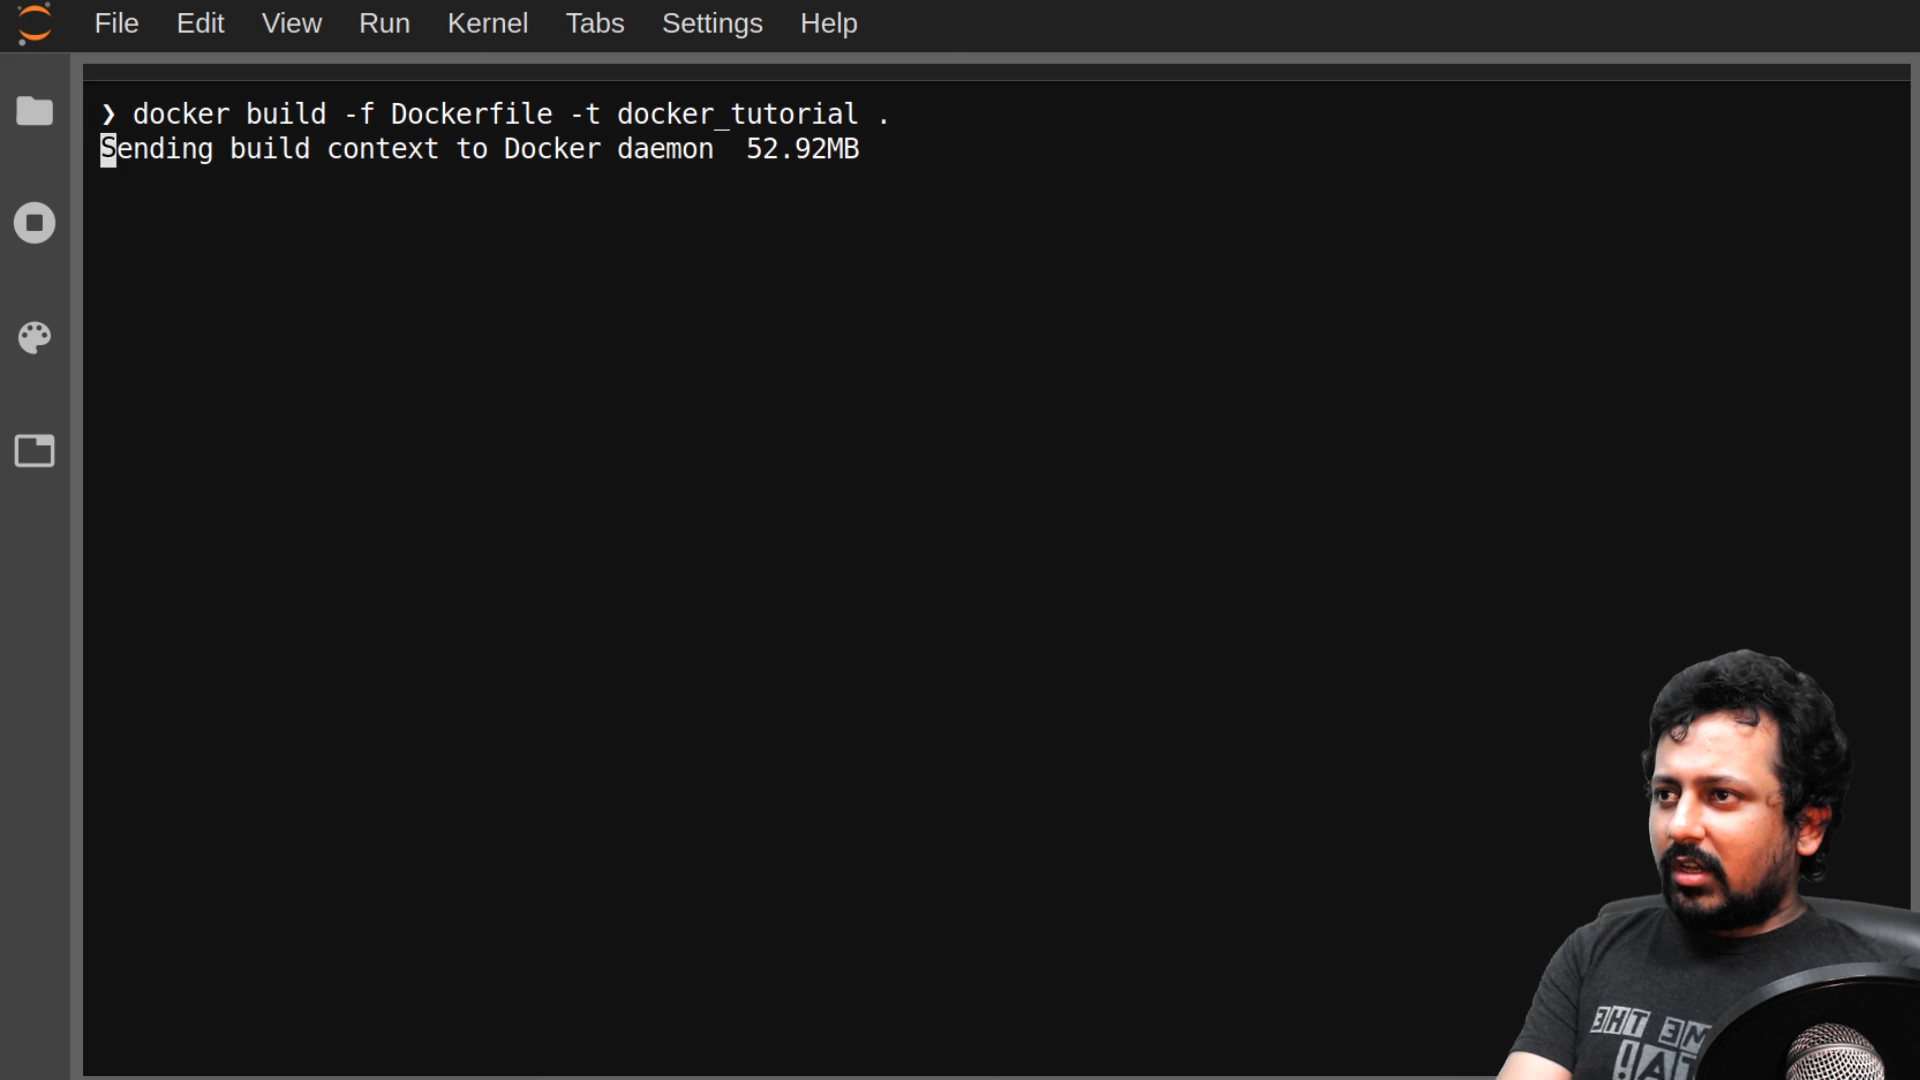 File Edit View Run Kernel Tabs Settings Help
❯ docker build -f Dockerfile -t docker_tutorial .
Sending build context to Docker daemon  52.92MB